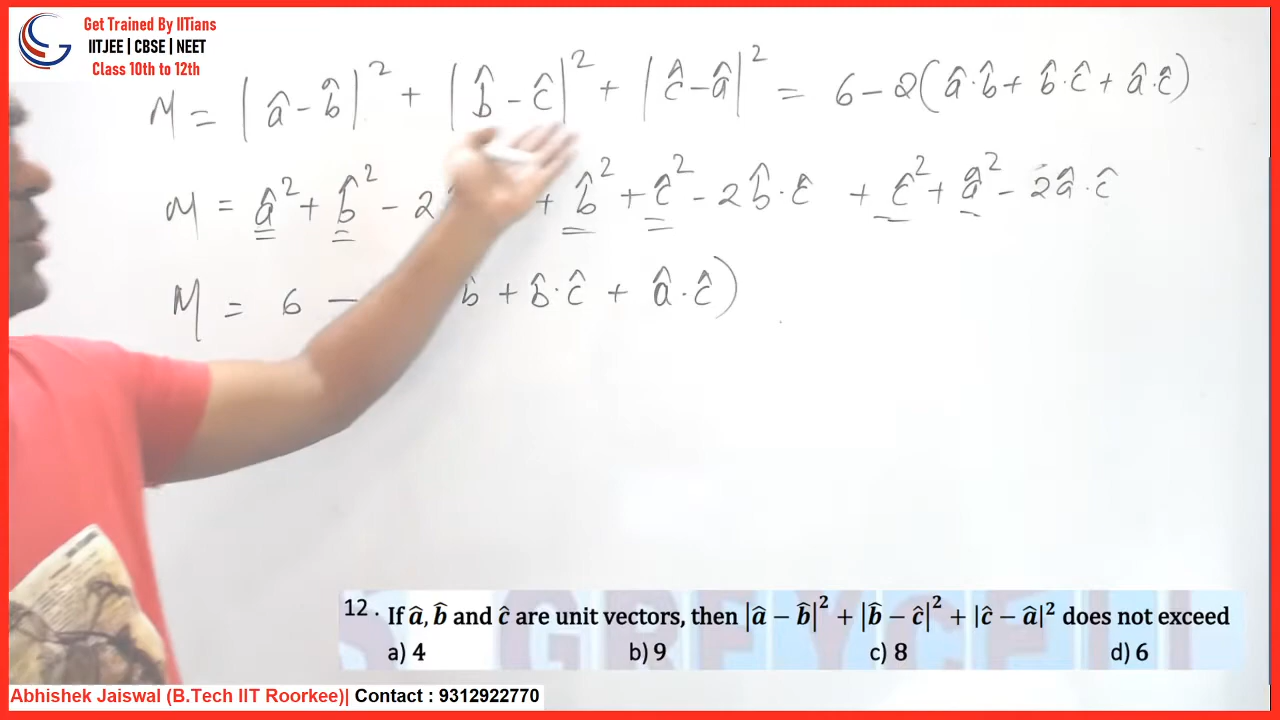 Get Trained By IITians
IITJEE | CBSE | NEET
Class 10th to 12th
M = |â - b̂|² + |b̂ - ĉ|² + |ĉ - â|² = 6 - 2(â·b̂ + b̂·ĉ + â·ĉ)
M = â² + b̂² - 2 + b̂² + ĉ² - 2b̂·ĉ + ĉ² + â² - 2â·ĉ
M = 6 - b̂ + b̂·ĉ + â·ĉ)
12. If â, b̂ and ĉ are unit vectors, then |â − b̂|² + |b̂ − ĉ|² + |ĉ − â|² does not exceed
a) 4 b) 9 c) 8 d) 6
Abhishek Jaiswal (B.Tech IIT Roorkee)| Contact : 9312922770